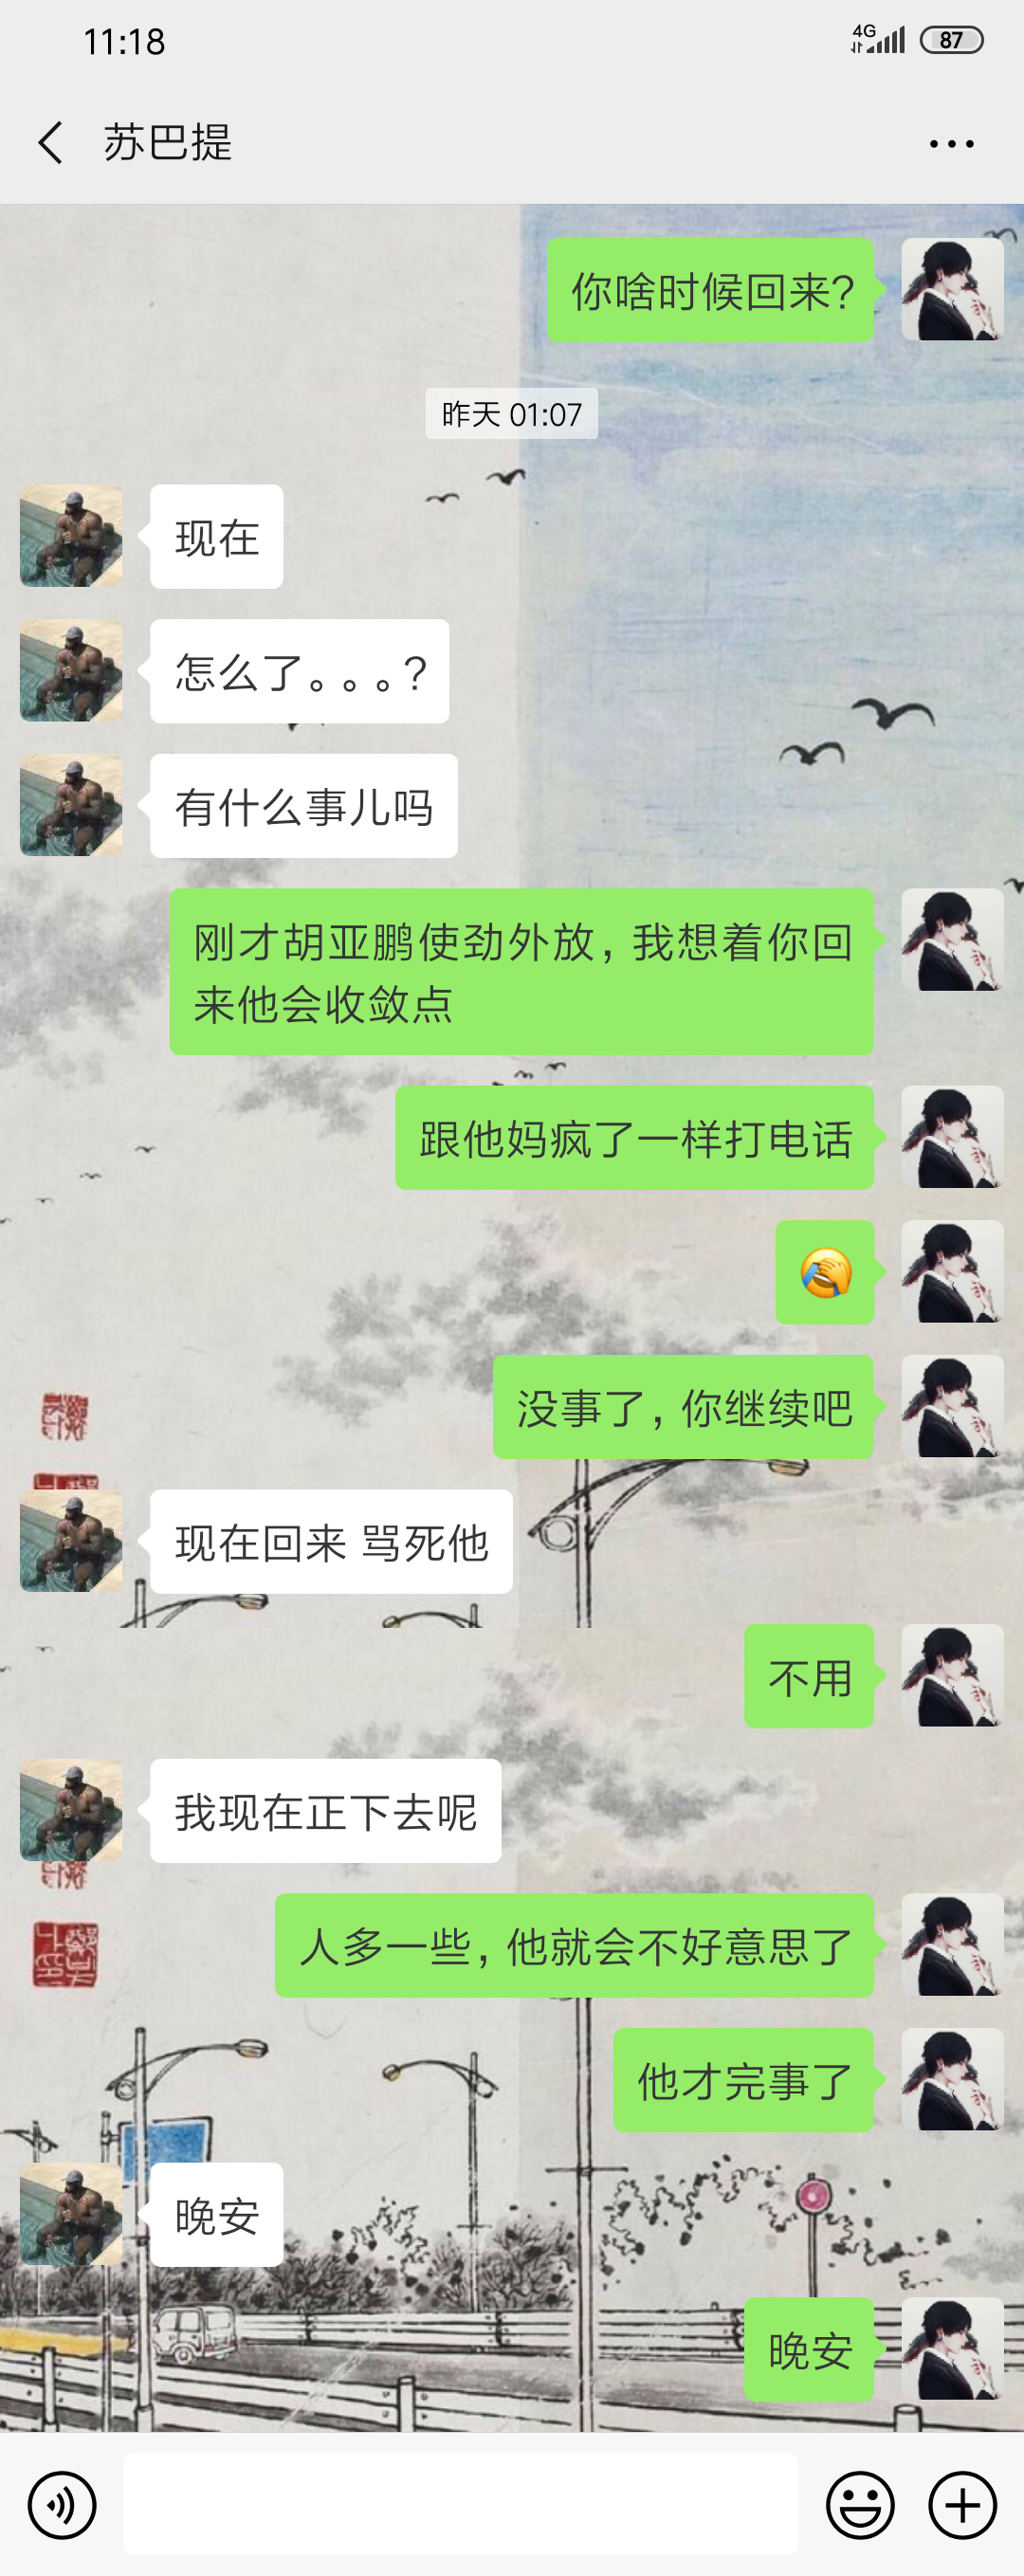 11:18
4G
87
苏巴提
你啥时候回来?
昨天 01:07
现在
怎么了。。。?
有什么事儿吗
刚才胡亚鹏使劲外放,我想着你回
来他会收敛点
跟他妈疯了一样打电话
🤦😂
没事了,你继续吧
现在回来 骂死他
不用
我现在正下去呢
人多一些,他就会不好意思了
他才完事了
晚安
晚安